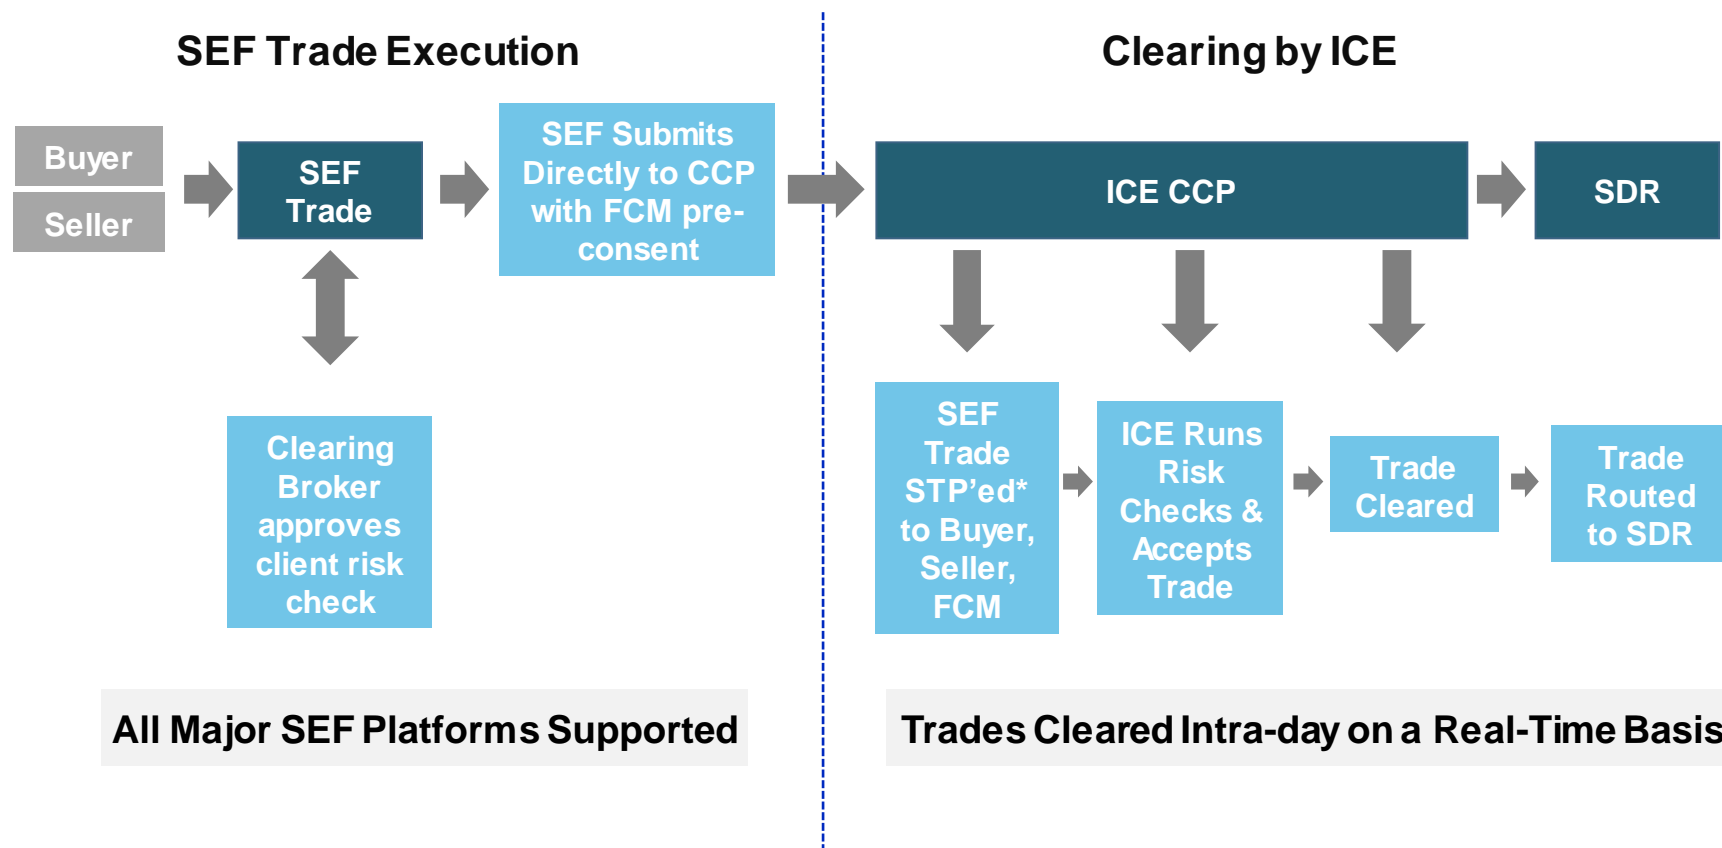 SEF Trade Execution
Buyer
Seller
SEF
Trade
SEF Submits
Directly to CCP
with FCM pre-
consent
Clearing
Broker
approves
client risk
check
All Major SEF Platforms Supported
Clearing by ICE
ICE CCP
SDR
SEF
Trade
STP’ed*
to Buyer,
Seller,
FCM
ICE Runs
Risk
Checks &
Accepts
Trade
Trade
Cleared
Trade
Routed
to SDR
Trades Cleared Intra-day on a Real-Time Basis